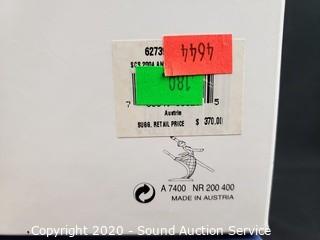 4644
6273
180
SCS 2004 AN
7
5
Austria
SUGG. RETAIL PRICE $ 370.00
A 7400 NR 200 400
MADE IN AUSTRIA
Copyright 2020 - Sound Auction Service